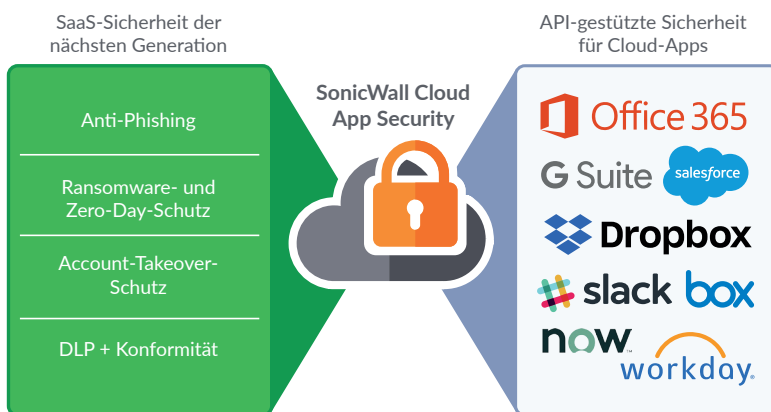 SaaS-Sicherheit der
nächsten Generation
Anti-Phishing
Ransomware- und
Zero-Day-Schutz
Account-Takeover-
Schutz
DLP + Konformität
SonicWall Cloud
App Security
API-gestützte Sicherheit
für Cloud-Apps
Office 365
G Suite
salesforce
Dropbox
slack
box
now
workday.